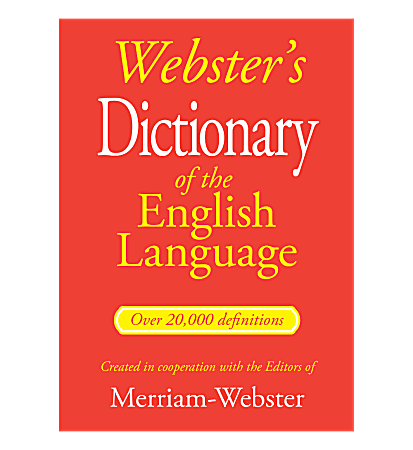 Webster's
Dictionary
of the
English
Language
Over 20,000 definitions
Created in cooperation with the Editors of
Merriam-Webster